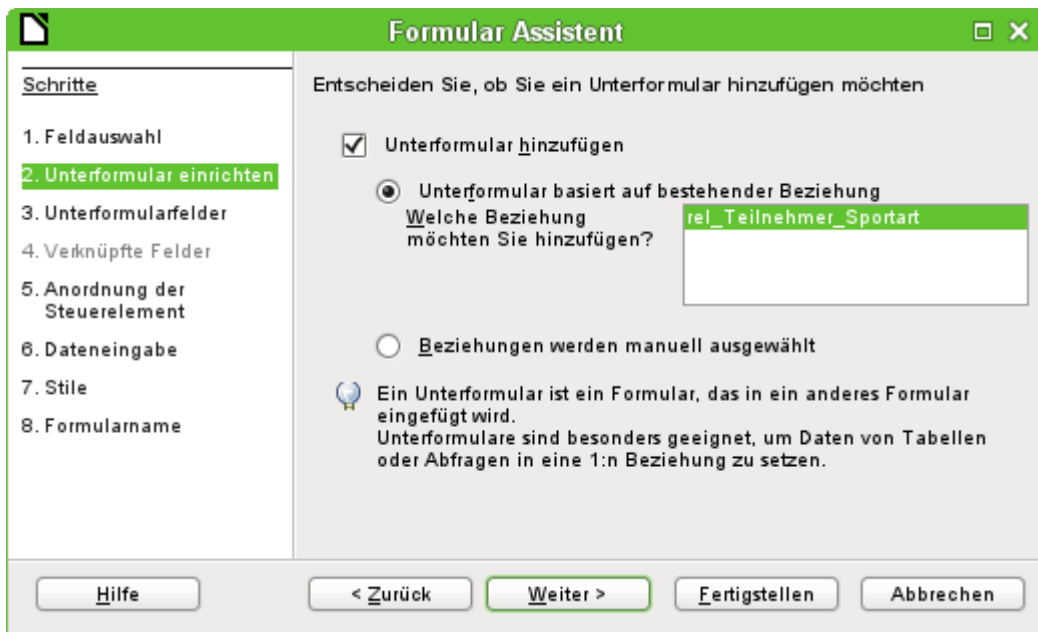 Formular Assistent
Schritte
1. Feldauswahl
2. Unterformular einrichten
3. Unterformularfelder
4. Verknüpfte Felder
5. Anordnung der
Steuerelement
6. Dateneingabe
7. Stile
8. Formularname
Entscheiden Sie, ob Sie ein Unterformular hinzufügen möchten
Unterformular hinzufügen
Unterformular basiert auf bestehender Beziehung
Welche Beziehung
möchten Sie hinzufügen?
rel_Teilnehmer_Sportart
Beziehungen werden manuell ausgewählt
Ein Unterformular ist ein Formular, das in ein anderes Formular
eingefügt wird.
Unterformulare sind besonders geeignet, um Daten von Tabellen
oder Abfragen in eine 1:n Beziehung zu setzen.
Hilfe
< Zurück
Weiter >
Fertigstellen
Abbrechen